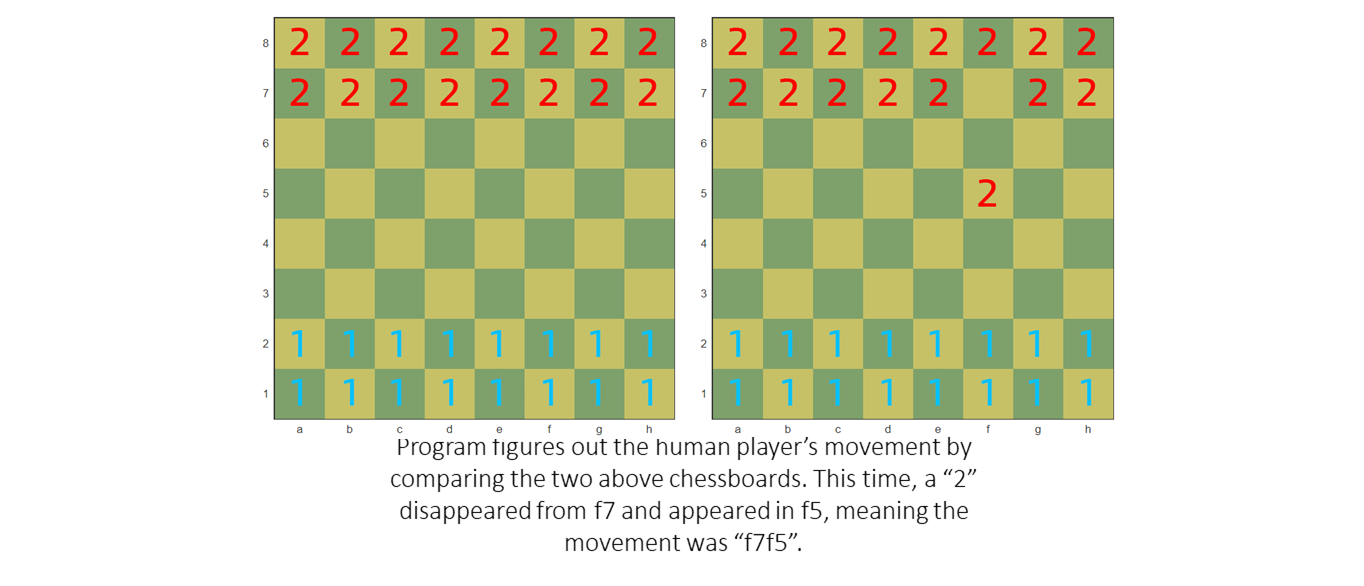 8 2 2 2 2 2 2 2 2 8 2 2 2 2 2 2 2 2
7 2 2 2 2 2 2 2 2 7 2 2 2 2 2 2 2
6 6
5 5 2
4 4
3 3
2 1 1 1 1 1 1 1 1 2 1 1 1 1 1 1 1 1
1 1 1 1 1 1 1 1 1 1 1 1 1 1 1 1 1 1
a b c d e f g h a b c d e f g h
Program figures out the human player’s movement by
comparing the two above chessboards. This time, a “2”
disappeared from f7 and appeared in f5, meaning the
movement was “f7f5”.